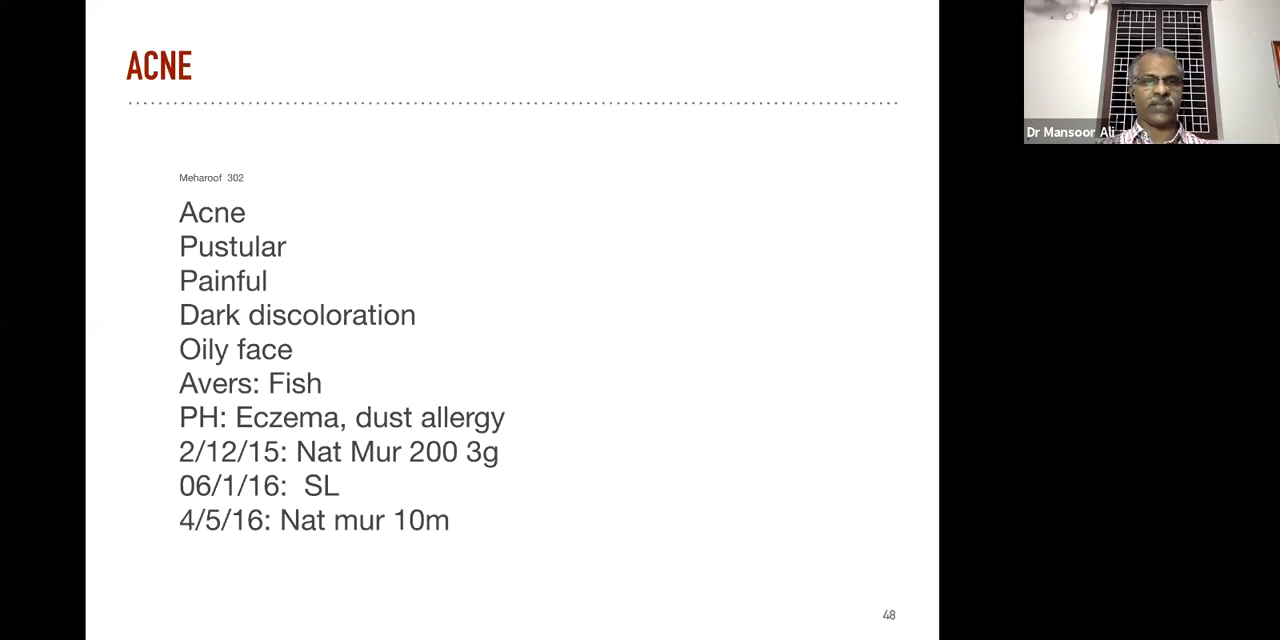 ACNE
Meharoof 302
Acne
Pustular
Painful
Dark discoloration
Oily face
Avers: Fish
PH: Eczema, dust allergy
2/12/15: Nat Mur 200 3g
06/1/16: SL
4/5/16: Nat mur 10m
48
Dr Mansoor Ali